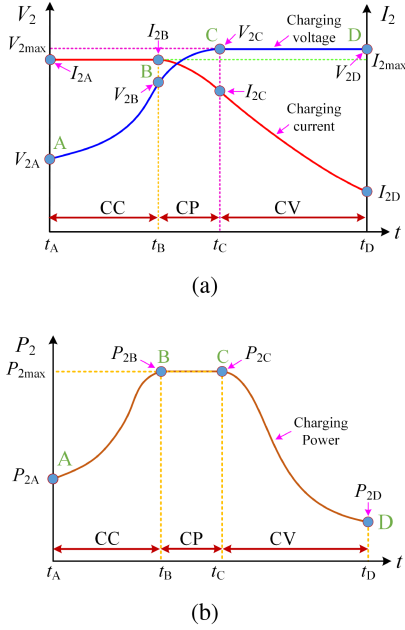 V2 I2
V2max I2B C V2C Charging voltage D
I2A B V2D I2max
V2B I2C
A Charging current
V2A
I2D
CC CP CV
tA tB tC tD t
(a)
P2 P2B B C P2C
P2max
A Charging Power
P2A P2D
D
CC CP CV
tA tB tC tD t
(b)